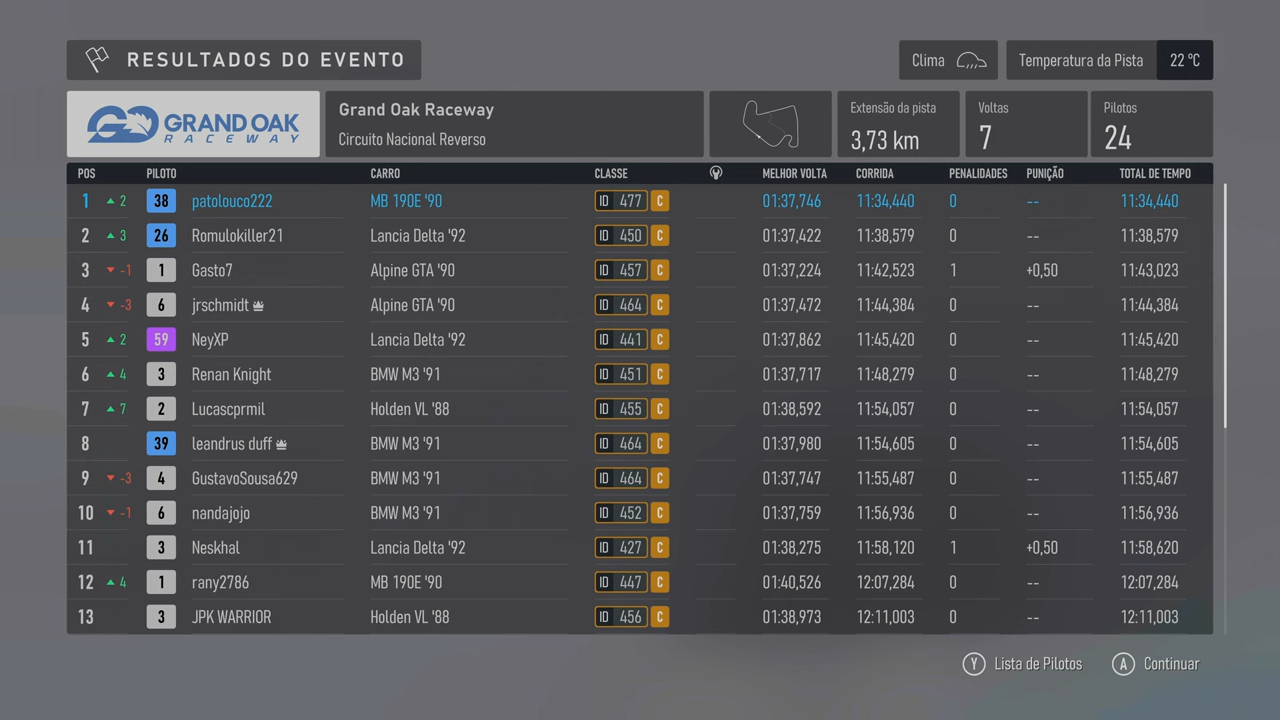 RESULTADOS DO EVENTO
Clima
Temperatura da Pista 22 ºC
GRAND OAK
RACEWAY
Grand Oak Raceway
Circuito Nacional Reverso
Extensão da pista
3,73 km
Voltas
7
Pilotos
24
POS PILOTO CARRO CLASSE MELHOR VOLTA CORRIDA PENALIDADES PUNIÇÃO TOTAL DE TEMPO
1 2 38 patolouco222 MB 190E '90 ID 477 C 01:37,746 11:34,440 0 -- 11:34,440
2 3 26 Romulokiller21 Lancia Delta '92 ID 450 C 01:37,422 11:38,579 0 -- 11:38,579
3 -1 1 Gasto7 Alpine GTA '90 ID 457 C 01:37,224 11:42,523 1 +0,50 11:43,023
4 -3 6 jrschmidt Alpine GTA '90 ID 464 C 01:37,472 11:44,384 0 -- 11:44,384
5 2 59 NeyXP Lancia Delta '92 ID 441 C 01:37,862 11:45,420 0 -- 11:45,420
6 4 3 Renan Knight BMW M3 '91 ID 451 C 01:37,717 11:48,279 0 -- 11:48,279
7 7 2 Lucascprmil Holden VL '88 ID 455 C 01:38,592 11:54,057 0 -- 11:54,057
8 39 leandrus duff BMW M3 '91 ID 464 C 01:37,980 11:54,605 0 -- 11:54,605
9 -3 4 GustavoSousa629 BMW M3 '91 ID 464 C 01:37,747 11:55,487 0 -- 11:55,487
10 -1 6 nandajojo BMW M3 '91 ID 452 C 01:37,759 11:56,936 0 -- 11:56,936
11 3 Neskhal Lancia Delta '92 ID 427 C 01:38,275 11:58,120 1 +0,50 11:58,620
12 4 1 rany2786 MB 190E '90 ID 447 C 01:40,526 12:07,284 0 -- 12:07,284
13 3 JPK WARRIOR Holden VL '88 ID 456 C 01:38,973 12:11,003 0 -- 12:11,003
Y Lista de Pilotos A Continuar